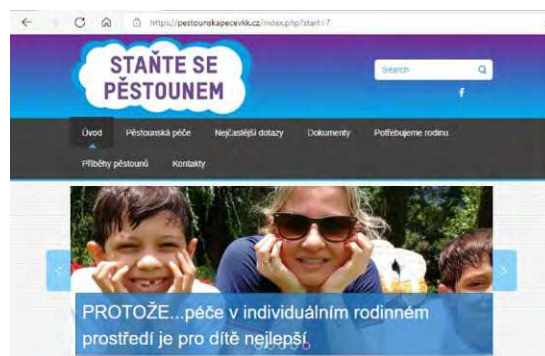 https://pestounskapecevkk.cz/index.php?start=7
STAŇTE SE
PĚSTOUNEM
Search
Úvod Pěstounská péče Nejčastější dotazy Dokumenty Potřebujeme rodinu
Příběhy pěstounů Kontakty
PROTOŽE...péče v individuálním rodinném
prostředí je pro dítě nejlepší